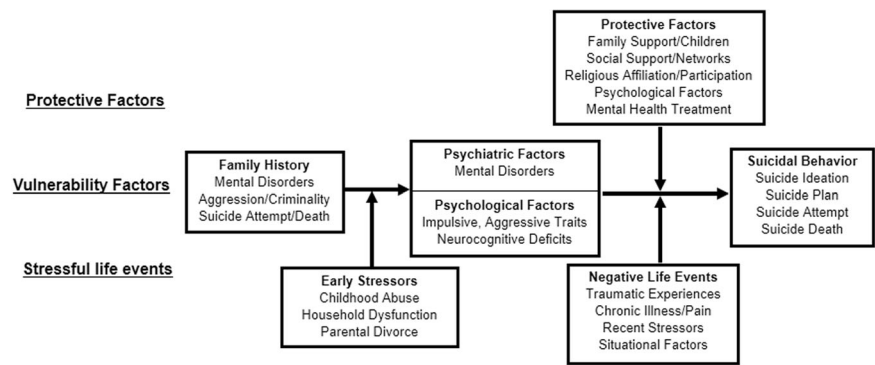 Protective Factors
Family Support/Children
Social Support/Networks
Religious Affiliation/Participation
Psychological Factors
Mental Health Treatment
Protective Factors
Vulnerability Factors
Family History
Mental Disorders
Aggression/Criminality
Suicide Attempt/Death
Psychiatric Factors
Mental Disorders
Psychological Factors
Impulsive, Aggressive Traits
Neurocognitive Deficits
Suicidal Behavior
Suicide Ideation
Suicide Plan
Suicide Attempt
Suicide Death
Stressful life events
Early Stressors
Childhood Abuse
Household Dysfunction
Parental Divorce
Negative Life Events
Traumatic Experiences
Chronic Illness/Pain
Recent Stressors
Situational Factors